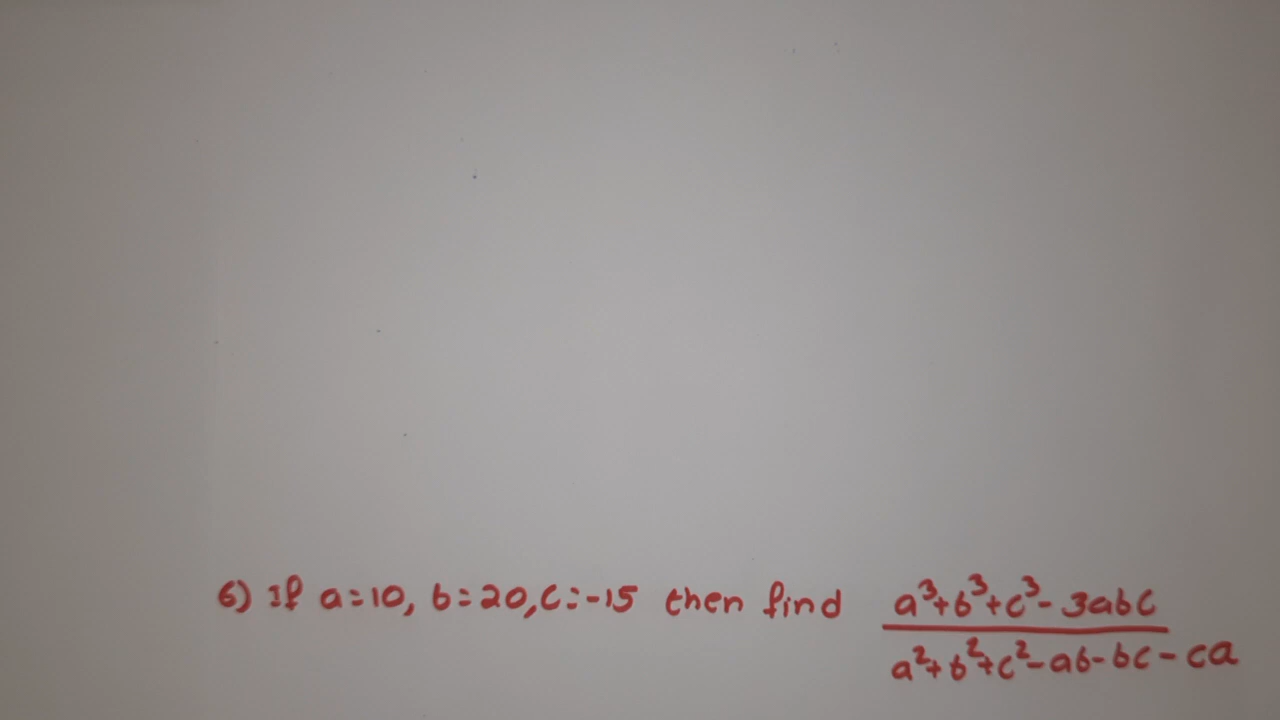 6) If a=10, b=20, c=-15 then find a³+b³+c³-3abc
a²+b²+c²-ab-bc-ca